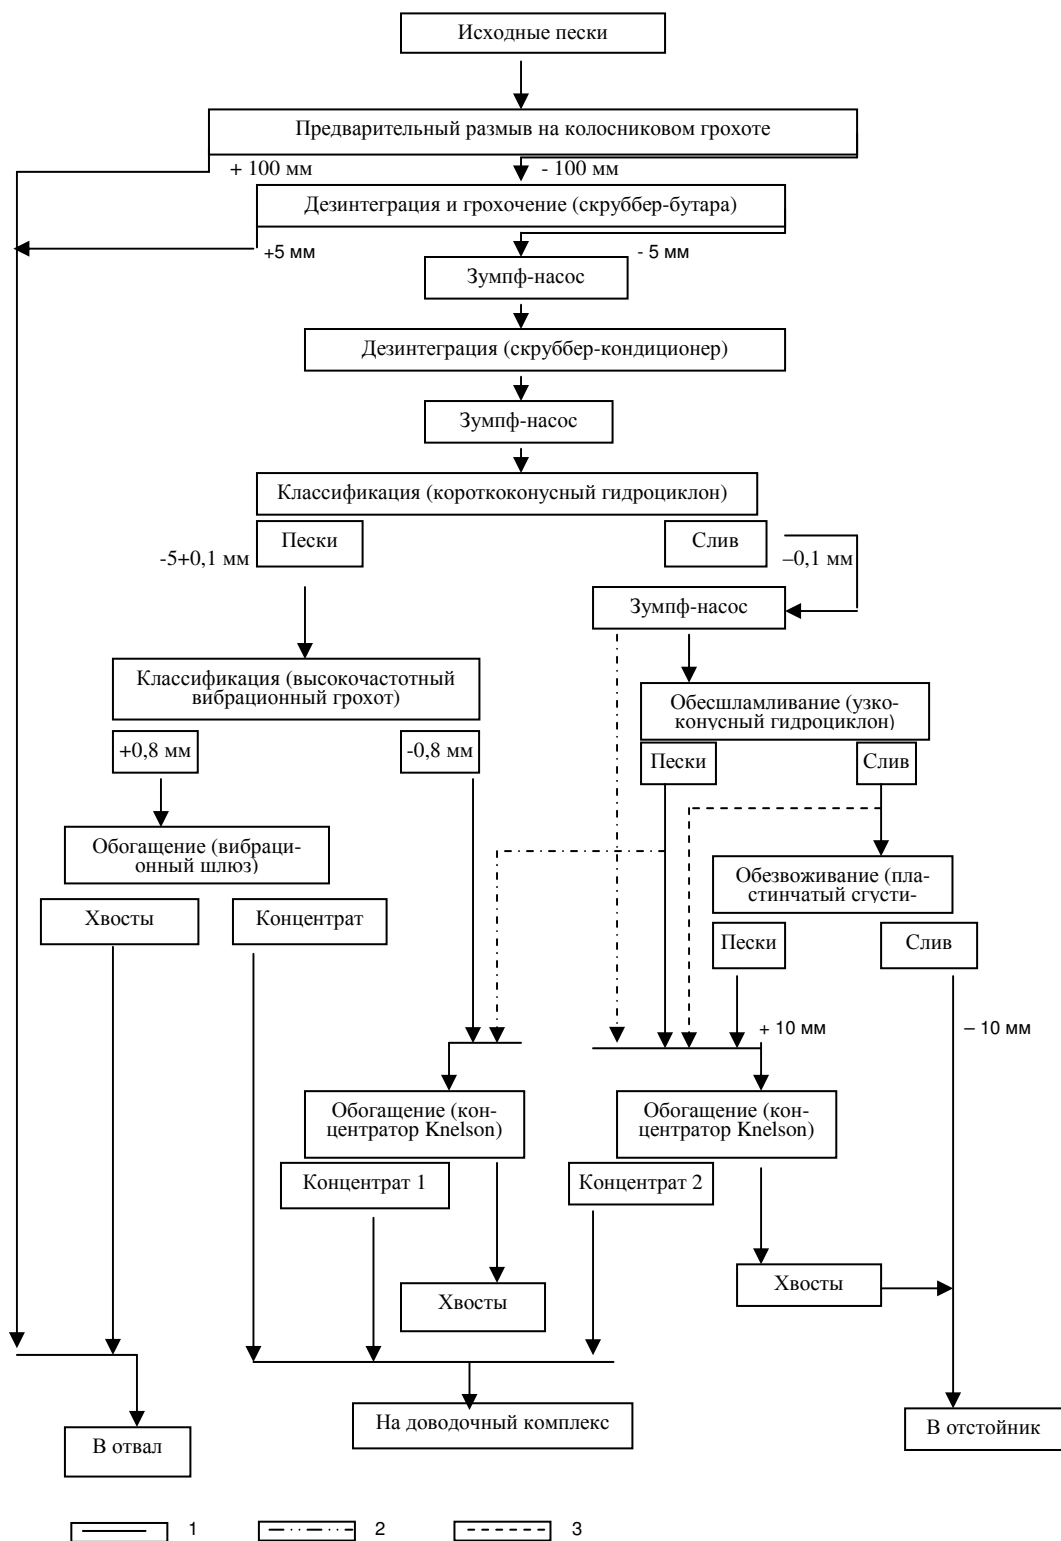 Исходные пески
Предварительный размыв на колосниковом грохоте
+ 100 мм
- 100 мм
Дезинтеграция и грохочение (скруббер-бутара)
+5 мм
- 5 мм
Зумпф-насос
Дезинтеграция (скруббер-кондиционер)
Зумпф-насос
Классификация (короткоконусный гидроциклон)
Пески
Слив
-5+0,1 мм
–0,1 мм
Зумпф-насос
Классификация (высокочастотный
вибрационный грохот)
Обесшламливание (узко-
конусный гидроциклон)
+0,8 мм
-0,8 мм
Пески
Слив
Обогащение (вибраци-
онный шлюз)
Обезвоживание (пла-
стинчатый сгусти-
Хвосты
Концентрат
Пески
Слив
+ 10 мм
– 10 мм
Обогащение (кон-
центратор Knelson)
Обогащение (кон-
центратор Knelson)
Концентрат 1
Концентрат 2
Хвосты
Хвосты
На доводочный комплекс
В отстойник
В отвал
1
2
3